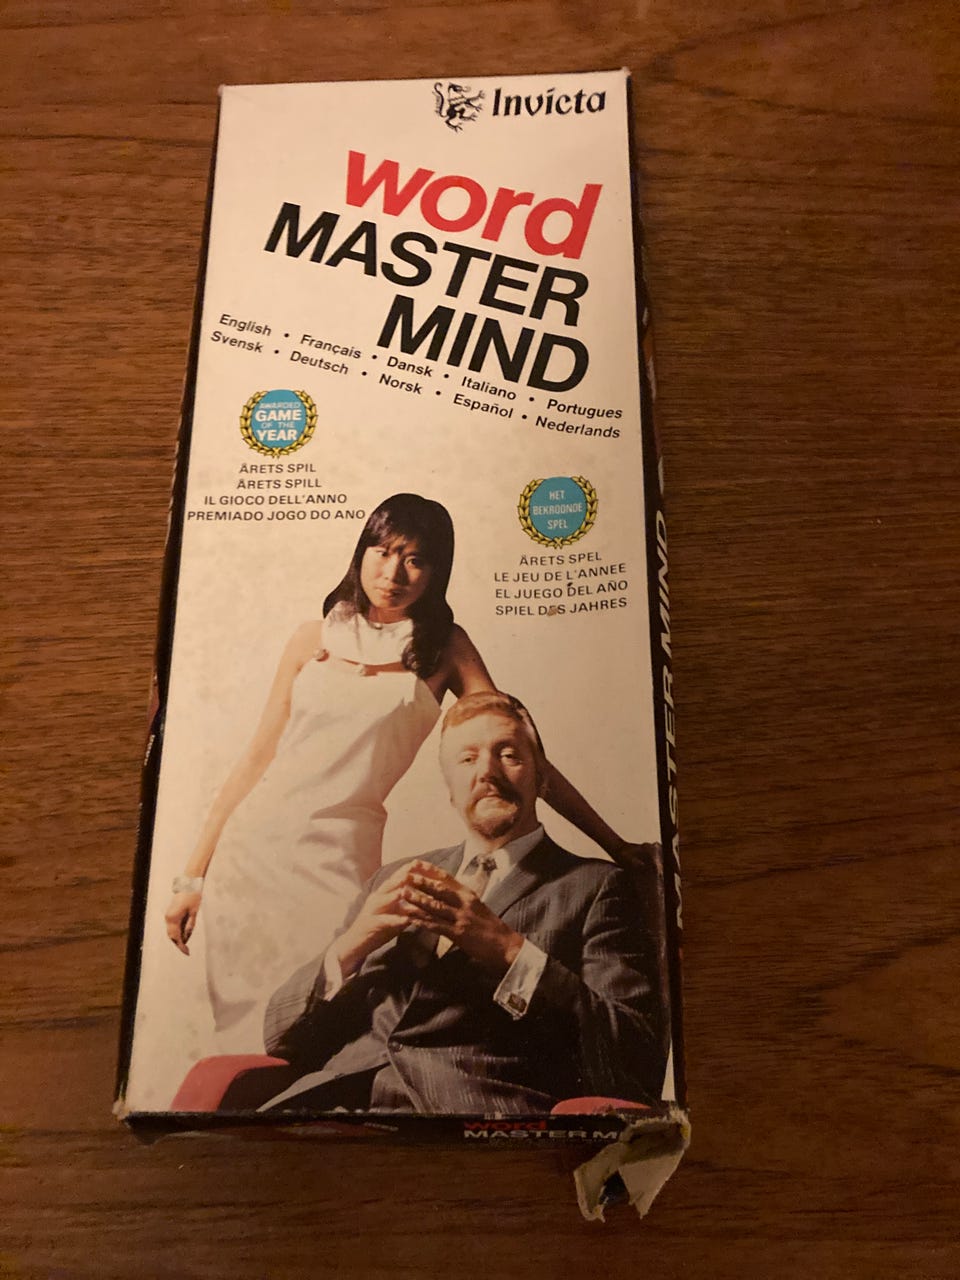 Invicta
word
MASTER
MIND
English • Français • Dansk • Italiano • Portugues
Svensk • Deutsch • Norsk • Español • Nederlands
AWARDED
GAME
OF THE
YEAR
ÅRETS SPIL
ÅRETS SPILL
IL GIOCO DELL'ANNO
PREMIADO JOGO DO ANO
HET
BEKROONDE
SPEL
ÅRETS SPEL
LE JEU DE L'ANNEE
EL JUEGO DEL AÑO
SPIEL DES JAHRES
MASTER MIND
word
MASTER M